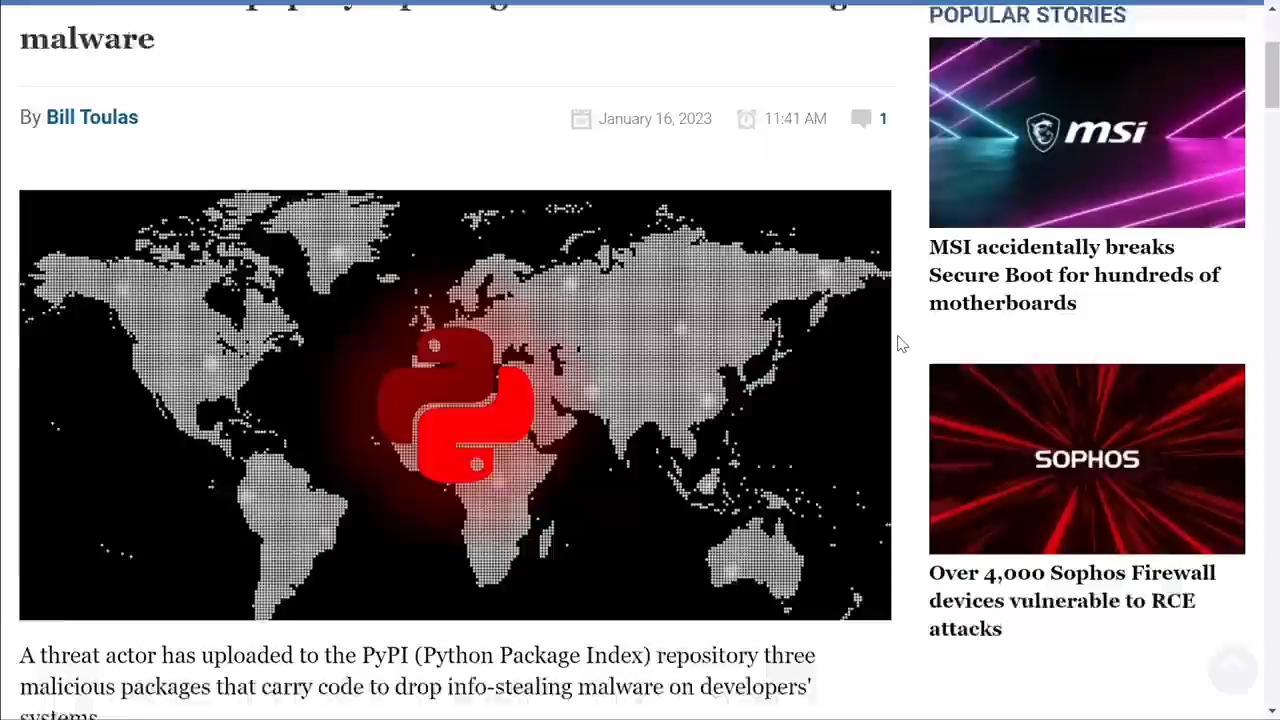 malware
By Bill Toulas
January 16, 2023
11:41 AM
1
A threat actor has uploaded to the PyPI (Python Package Index) repository three
malicious packages that carry code to drop info-stealing malware on developers'
systems.
POPULAR STORIES
msi
MSI accidentally breaks
Secure Boot for hundreds of
motherboards
SOPHOS
Over 4,000 Sophos Firewall
devices vulnerable to RCE
attacks